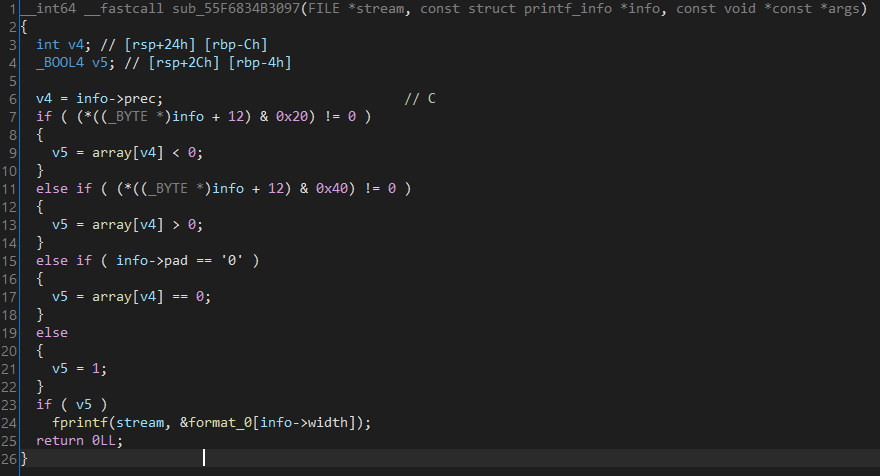 1 __int64 __fastcall sub_55F6834B3097(FILE *stream, const struct printf_info *info, const void *const *args)
2 {
3 int v4; // [rsp+24h] [rbp-Ch]
4 _BOOL4 v5; // [rsp+2Ch] [rbp-4h]
5
6 v4 = info->prec; // C
7 if ( (*((_BYTE *)info + 12) & 0x20) != 0 )
8 {
9 v5 = array[v4] < 0;
10 }
11 else if ( (*((_BYTE *)info + 12) & 0x40) != 0 )
12 {
13 v5 = array[v4] > 0;
14 }
15 else if ( info->pad == '0' )
16 {
17 v5 = array[v4] == 0;
18 }
19 else
20 {
21 v5 = 1;
22 }
23 if ( v5 )
24 fprintf(stream, &format_0[info->width]);
25 return 0LL;
26 }